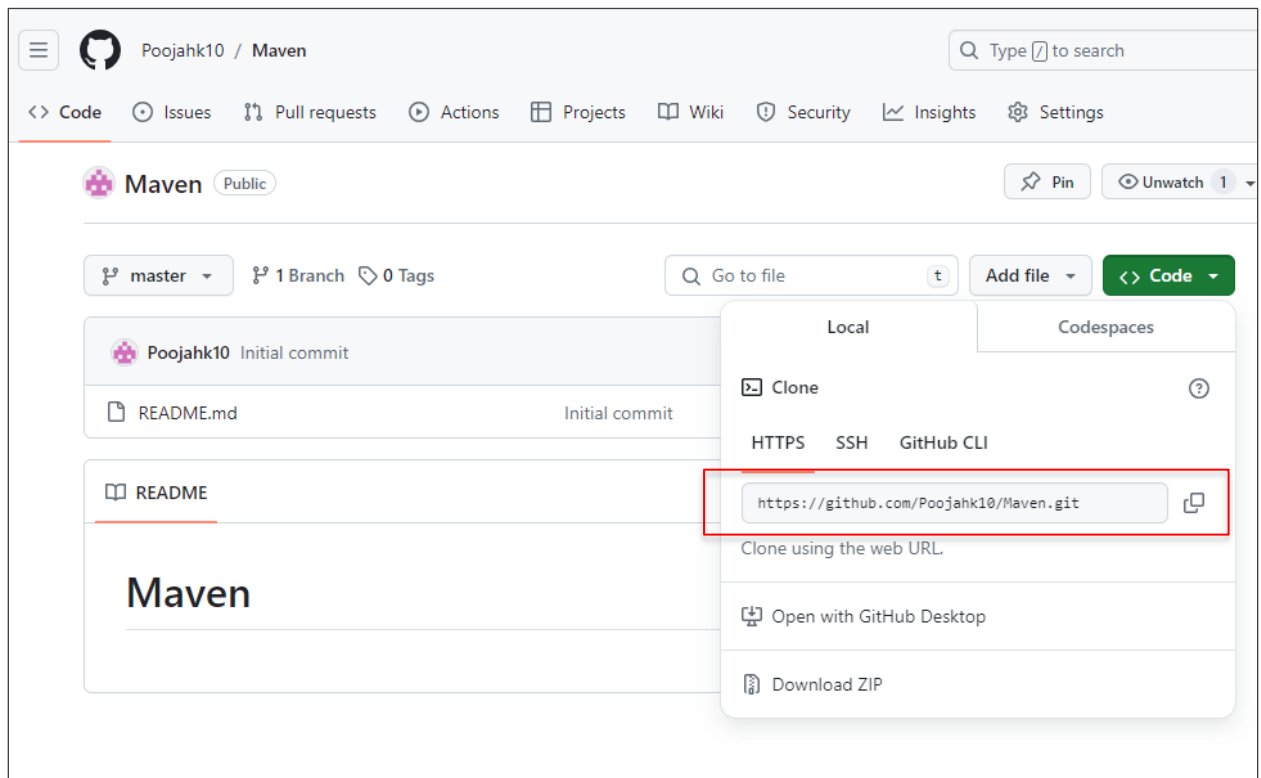 Poojahk10 / Maven
Type / to search
<> Code Issues Pull requests Actions Projects Wiki Security Insights Settings
Maven Public
Pin Unwatch 1
master 1 Branch 0 Tags
Go to file t Add file <> Code
Local Codespaces
Poojahk10 Initial commit
Clone
README.md Initial commit
HTTPS SSH GitHub CLI
README
https://github.com/Poojahk10/Maven.git
Clone using the web URL.
Maven
Open with GitHub Desktop
Download ZIP